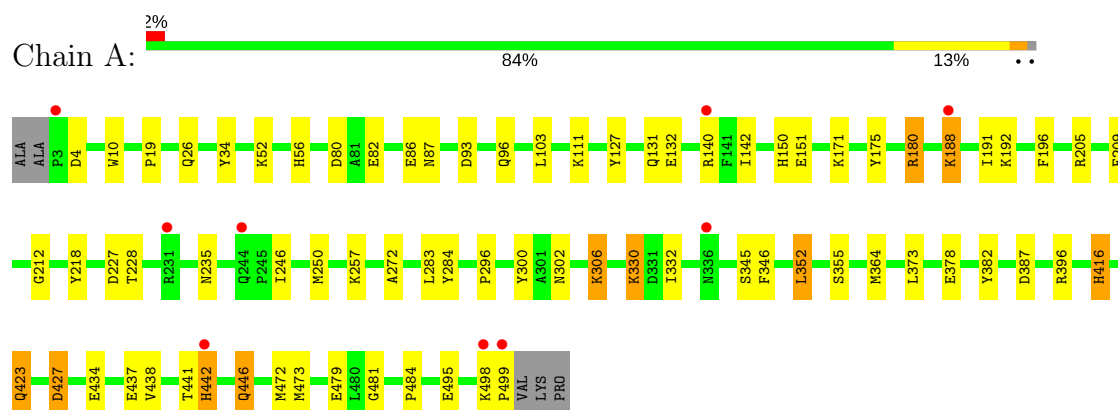 2%
Chain A:
84% 13% • •
ALA ALA P3 D4 W10 P19 Q26 Y34 K52 H56 D80 A81 E82 E86 N87 D93 Q96 L103 K111 Y127 Q131 E132 R140 F141 I142 H150 E151 K171 Y175 R180 K188 I191 K192 F196 R205
G212 Y218 D227 T228 R231 N235 Q244 P245 I246 M250 K257 A272 L283 Y284 P296 Y300 A301 N302 K306 K330 D331 I332 N336 S345 F346 L352 S355 M364 L373 E378 Y382 D387 R396 H416
Q423 D427 E434 E437 V438 T441 H442 Q446 M472 M473 E479 L480 G481 P484 E495 K498 P499 VAL LYS PRO